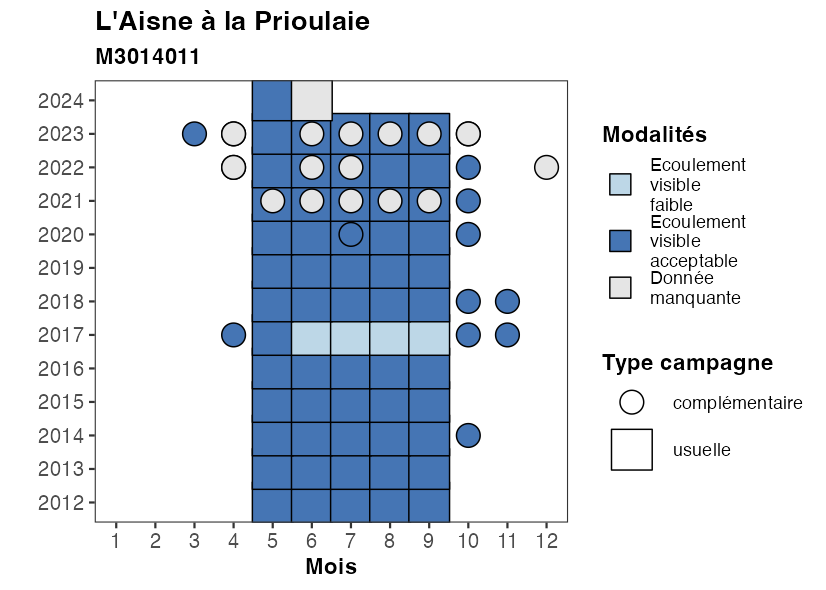 L'Aisne à la Prioulaie
M3014011
2024
2023
2022
2021
2020
2019
2018
2017
2016
2015
2014
2013
2012
1 2 3 4 5 6 7 8 9 10 11 12
Mois
Modalités
Ecoulement
visible
faible
Ecoulement
visible
acceptable
Donnée
manquante
Type campagne
complémentaire
usuelle